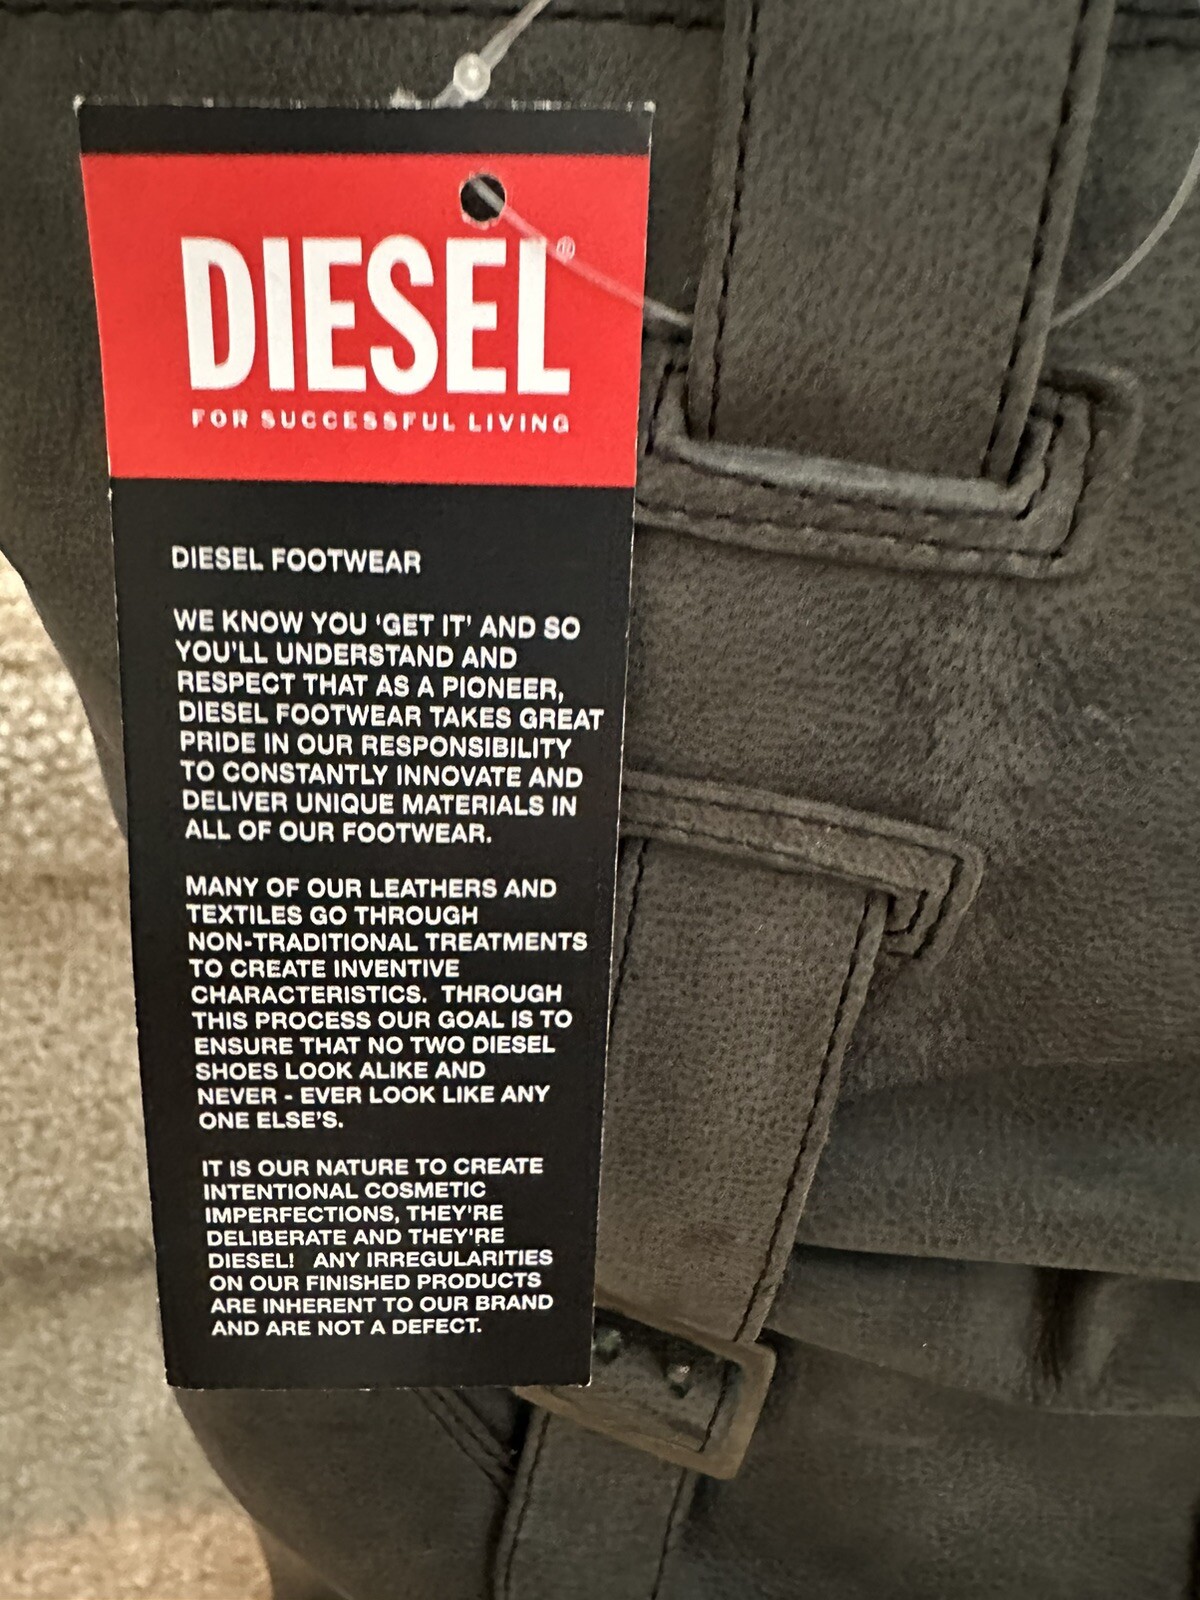 DIESEL®
FOR SUCCESSFUL LIVING
DIESEL FOOTWEAR
WE KNOW YOU 'GET IT' AND SO
YOU'LL UNDERSTAND AND
RESPECT THAT AS A PIONEER,
DIESEL FOOTWEAR TAKES GREAT
PRIDE IN OUR RESPONSIBILITY
TO CONSTANTLY INNOVATE AND
DELIVER UNIQUE MATERIALS IN
ALL OF OUR FOOTWEAR.
MANY OF OUR LEATHERS AND
TEXTILES GO THROUGH
NON-TRADITIONAL TREATMENTS
TO CREATE INVENTIVE
CHARACTERISTICS.  THROUGH
THIS PROCESS OUR GOAL IS TO
ENSURE THAT NO TWO DIESEL
SHOES LOOK ALIKE AND
NEVER - EVER LOOK LIKE ANY
ONE ELSE'S.
IT IS OUR NATURE TO CREATE
INTENTIONAL COSMETIC
IMPERFECTIONS, THEY'RE
DELIBERATE AND THEY'RE
DIESEL!  ANY IRREGULARITIES
ON OUR FINISHED PRODUCTS
ARE INHERENT TO OUR BRAND
AND ARE NOT A DEFECT.